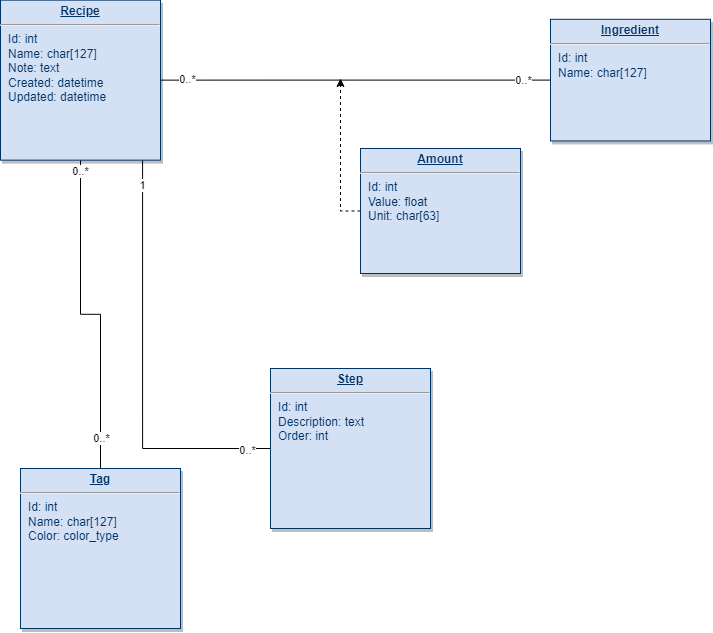 Recipe
Id: int
Name: char[127]
Note: text
Created: datetime
Updated: datetime
0..*
0..*
Ingredient
Id: int
Name: char[127]
Amount
Id: int
Value: float
Unit: char[63]
0..*
1
Step
Id: int
Description: text
Order: int
0..*
0..*
Tag
Id: int
Name: char[127]
Color: color_type